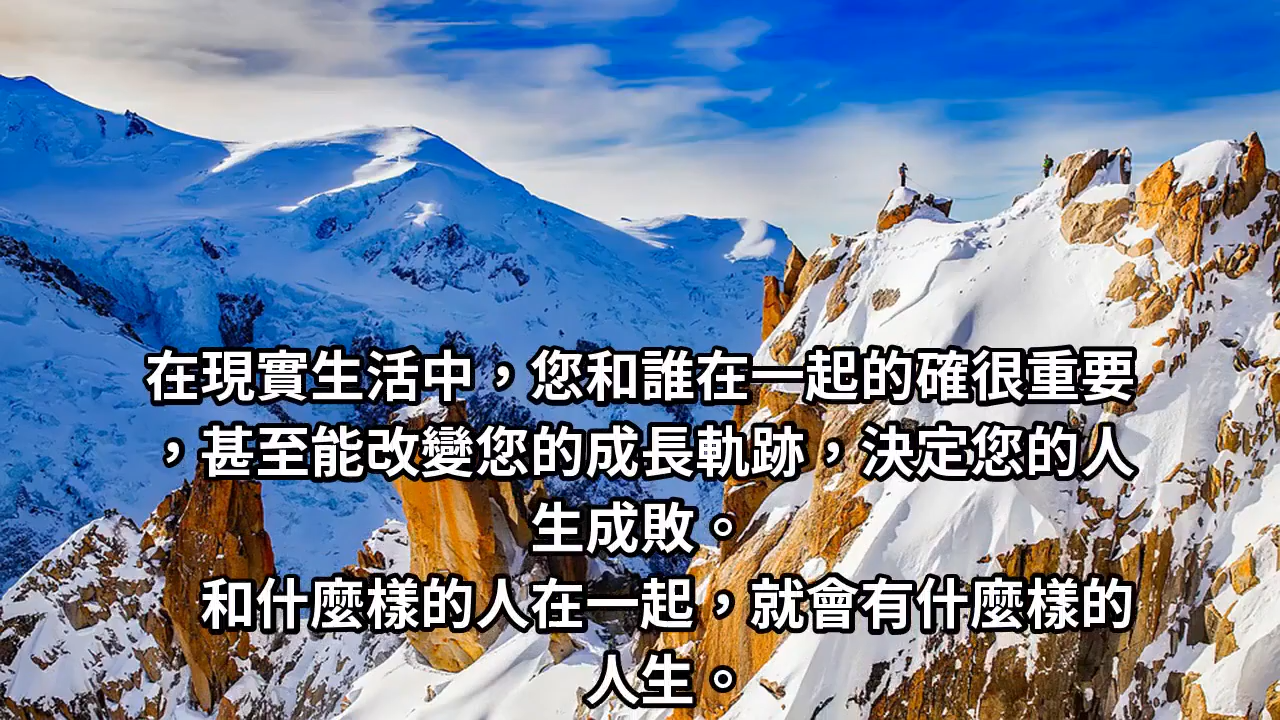 在現實生活中，您和誰在一起的確很重要
，甚至能改變您的成長軌跡，決定您的人
生成敗。
和什麼樣的人在一起，就會有什麼樣的
人生。